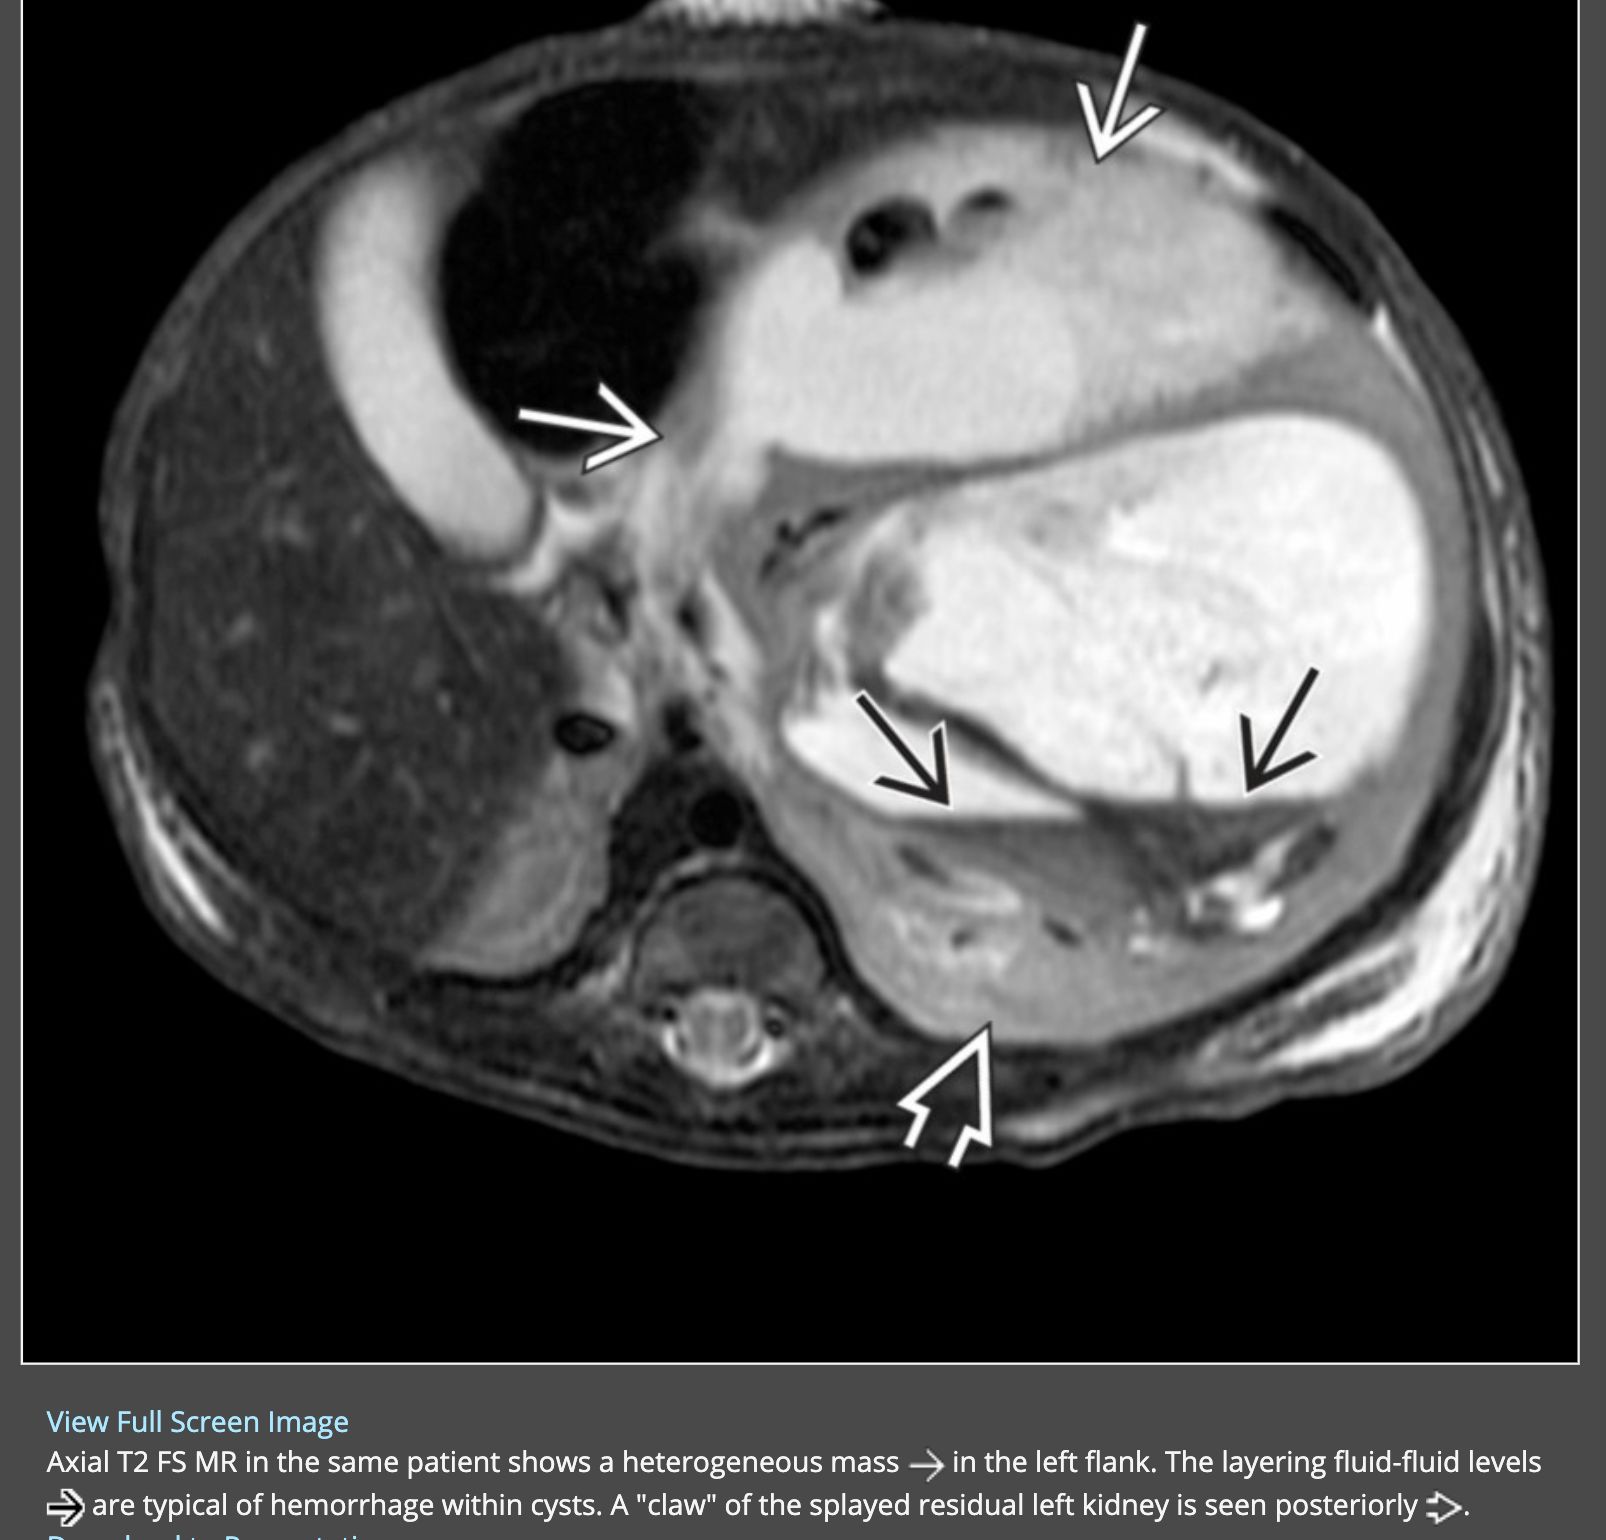 View Full Screen Image
Axial T2 FS MR in the same patient shows a heterogeneous mass in the left flank. The layering fluid-fluid levels
are typical of hemorrhage within cysts. A "claw" of the splayed residual left kidney is seen posteriorly .